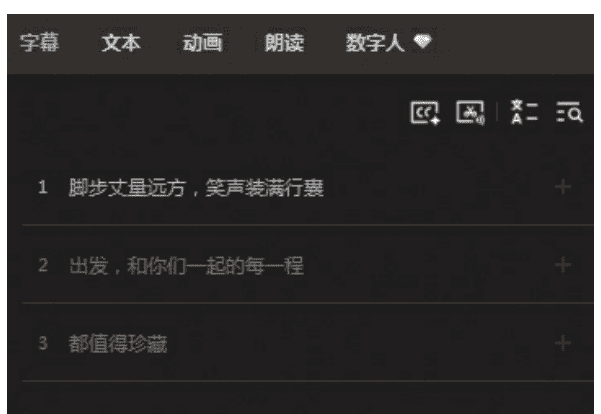 字幕 文本 动画 朗读 数字人
1 脚步丈量远方，笑声装满行囊
2 出发，和你们一起的每一程
3 都值得珍藏